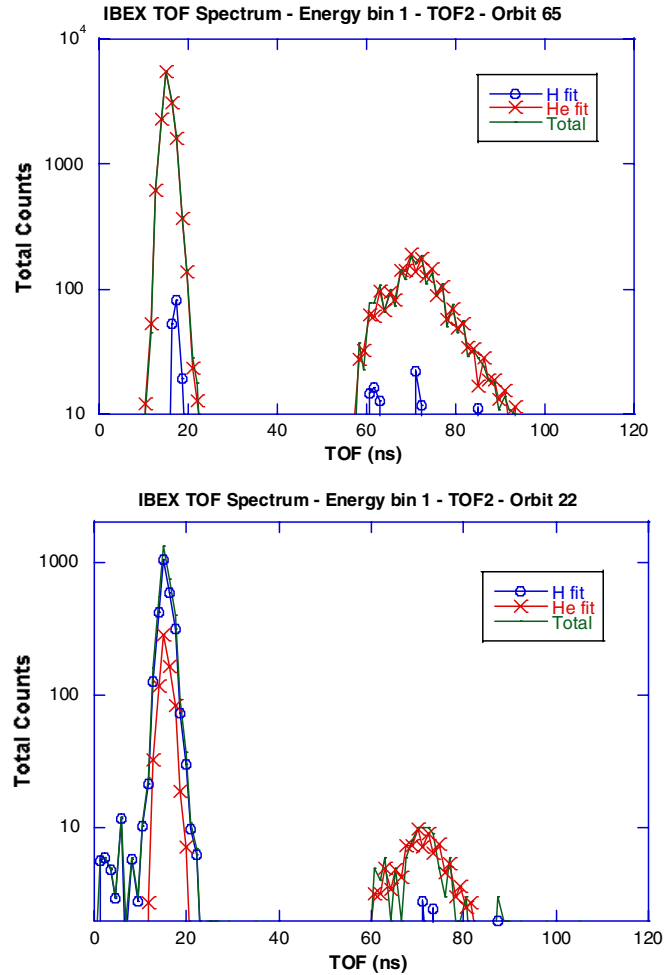 IBEX TOF Spectrum - Energy bin 1 - TOF2 - Orbit 65
10^4
1000
100
10
Total Counts
H fit
He fit
Total
0 20 40 60 80 100 120
TOF (ns)
IBEX TOF Spectrum - Energy bin 1 - TOF2 - Orbit 22
1000
100
10
Total Counts
H fit
He fit
Total
0 20 40 60 80 100 120
TOF (ns)